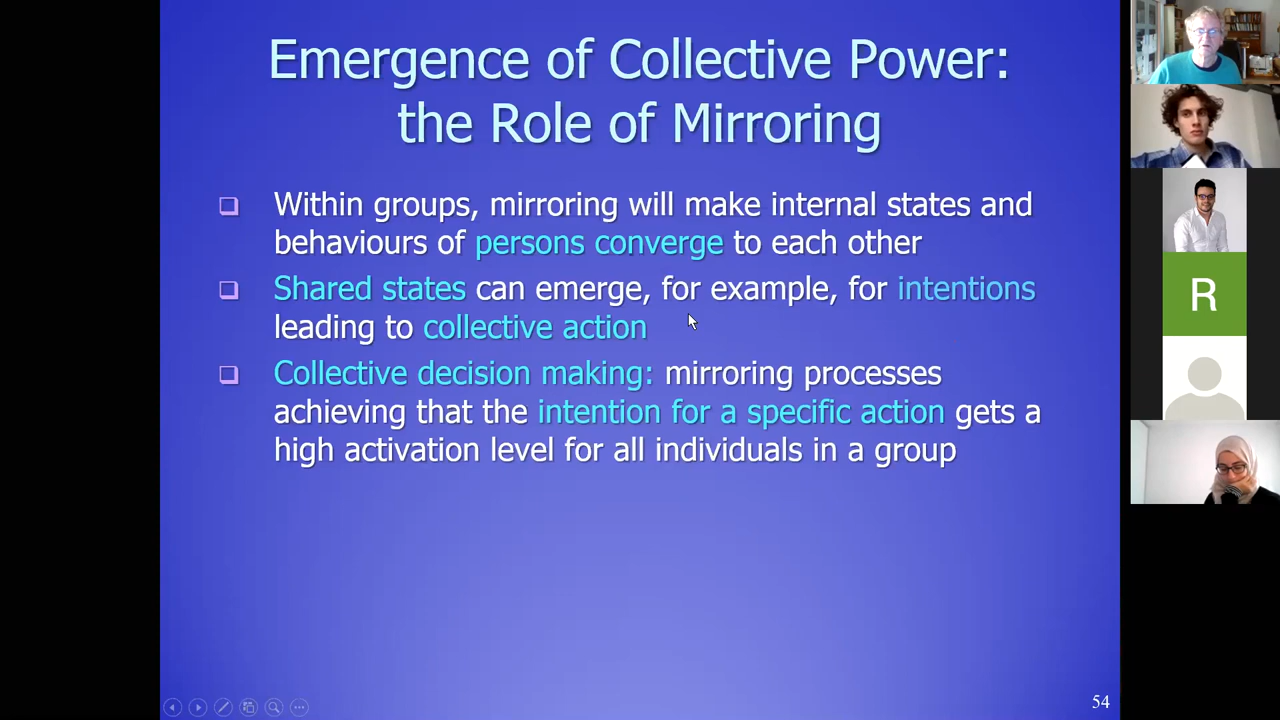 Emergence of Collective Power:
the Role of Mirroring
Within groups, mirroring will make internal states and
behaviours of persons converge to each other
Shared states can emerge, for example, for intentions
leading to collective action
Collective decision making: mirroring processes
achieving that the intention for a specific action gets a
high activation level for all individuals in a group
54
R